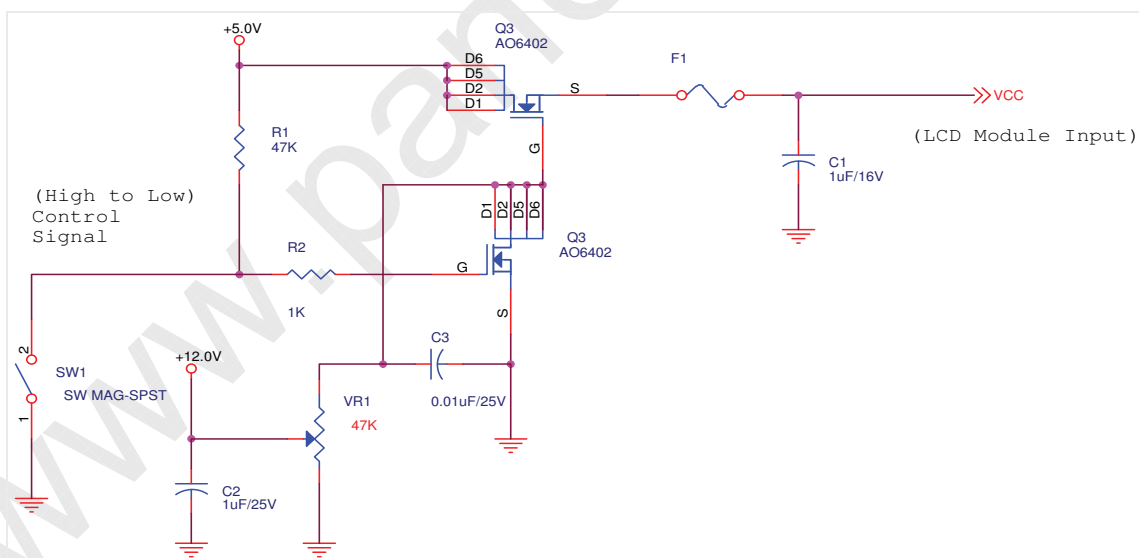 +5.0V
Q3
AO6402
D6
D5
D2
D1
S
G
F1
VCC
(LCD Module Input)
R1
47K
C1
1uF/16V
(High to Low)
Control
Signal
D1
D2
D5
D6
Q3
AO6402
R2
1K
G
S
C3
0.01uF/25V
2
SW1
SW MAG-SPST
1
+12.0V
VR1
47K
C2
1uF/25V
www.pan